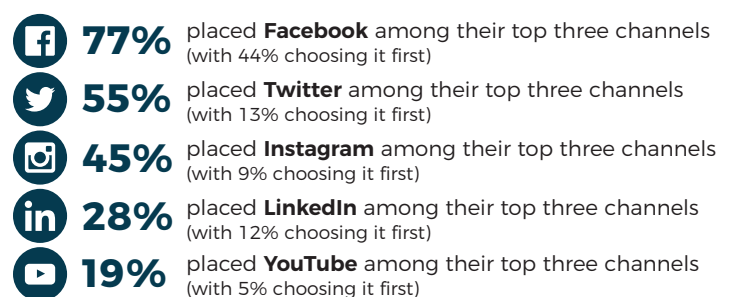 77% placed Facebook among their top three channels
(with 44% choosing it first)
55% placed Twitter among their top three channels
(with 13% choosing it first)
45% placed Instagram among their top three channels
(with 9% choosing it first)
in 28% placed LinkedIn among their top three channels
(with 12% choosing it first)
19% placed YouTube among their top three channels
(with 5% choosing it first)